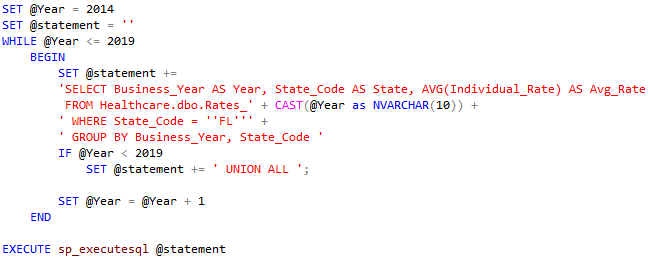 SET @Year = 2014
SET @statement = ''
WHILE @Year <= 2019
BEGIN
SET @statement +=
'SELECT Business_Year AS Year, State_Code AS State, AVG(Individual_Rate) AS Avg_Rate
FROM Healthcare.dbo.Rates_' + CAST(@Year as NVARCHAR(10)) +
' WHERE State_Code = ''FL''' +
' GROUP BY Business_Year, State_Code '
IF @Year < 2019
SET @statement += ' UNION ALL ';
SET @Year = @Year + 1
END
EXECUTE sp_executesql @statement